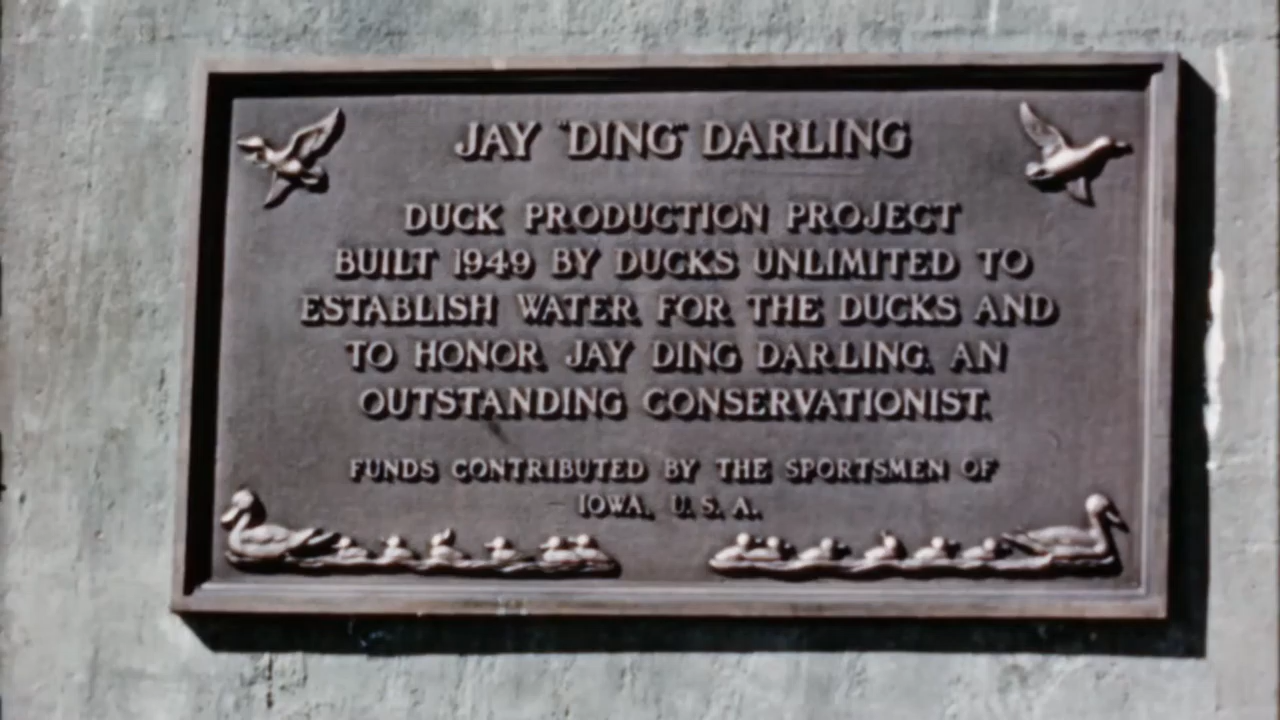 JAY "DING" DARLING
DUCK PRODUCTION PROJECT
BUILT 1949 BY DUCKS UNLIMITED TO
ESTABLISH WATER FOR THE DUCKS AND
TO HONOR JAY DING DARLING, AN
OUTSTANDING CONSERVATIONIST.
FUNDS CONTRIBUTED BY THE SPORTSMEN OF
IOWA, U.S.A.